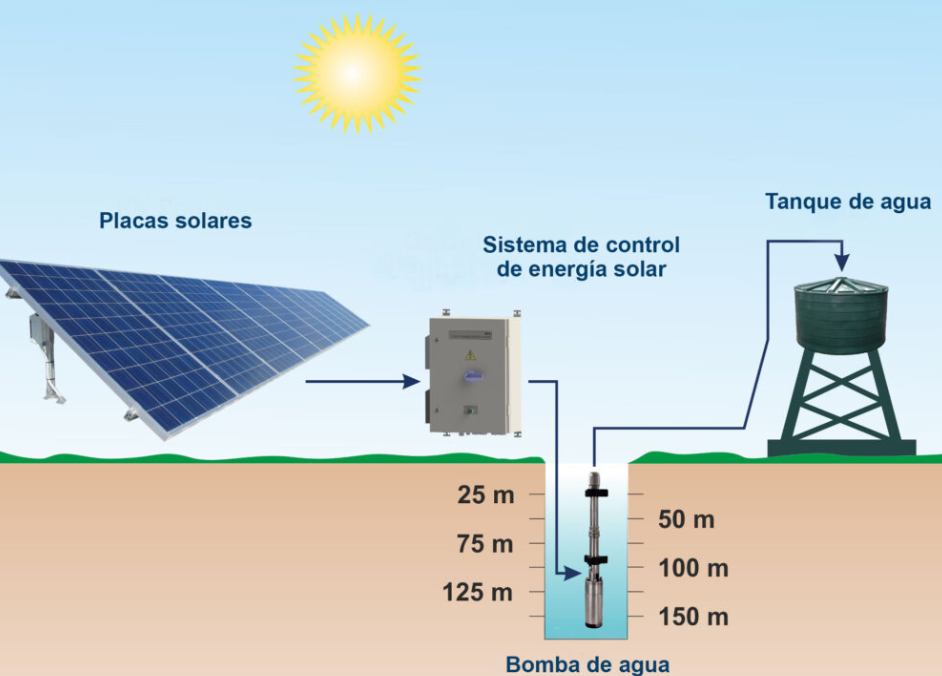 Placas solares
Sistema de control
de energía solar
Tanque de agua
25 m
50 m
75 m
100 m
125 m
150 m
Bomba de agua